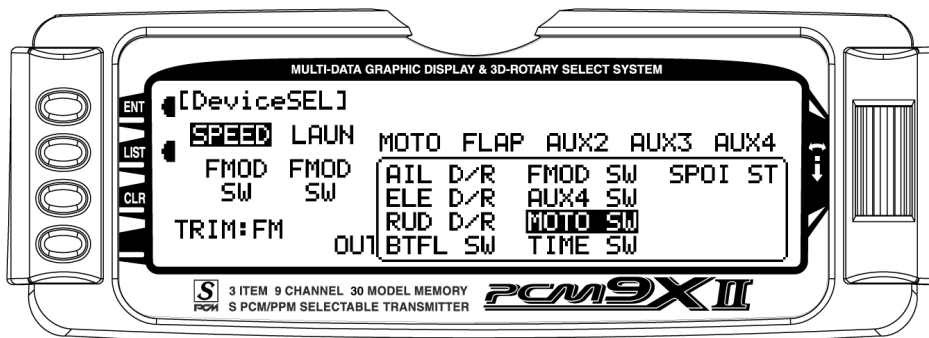 MULTI-DATA GRAPHIC DISPLAY & 3D-ROTARY SELECT SYSTEM
ENT
LIST
CLR
[DeviceSEL]
SPEED LAUN MOTO FLAP AUX2 AUX3 AUX4
FMOD FMOD
SW SW
TRIM:FM
OUT
AIL D/R FMOD SW SPOI ST
ELE D/R AUX4 SW
RUD D/R MOTO SW
BTFL SW TIME SW
S
PCM
3 ITEM 9 CHANNEL 30 MODEL MEMORY
S PCM/PPM SELECTABLE TRANSMITTER
PCM9XII